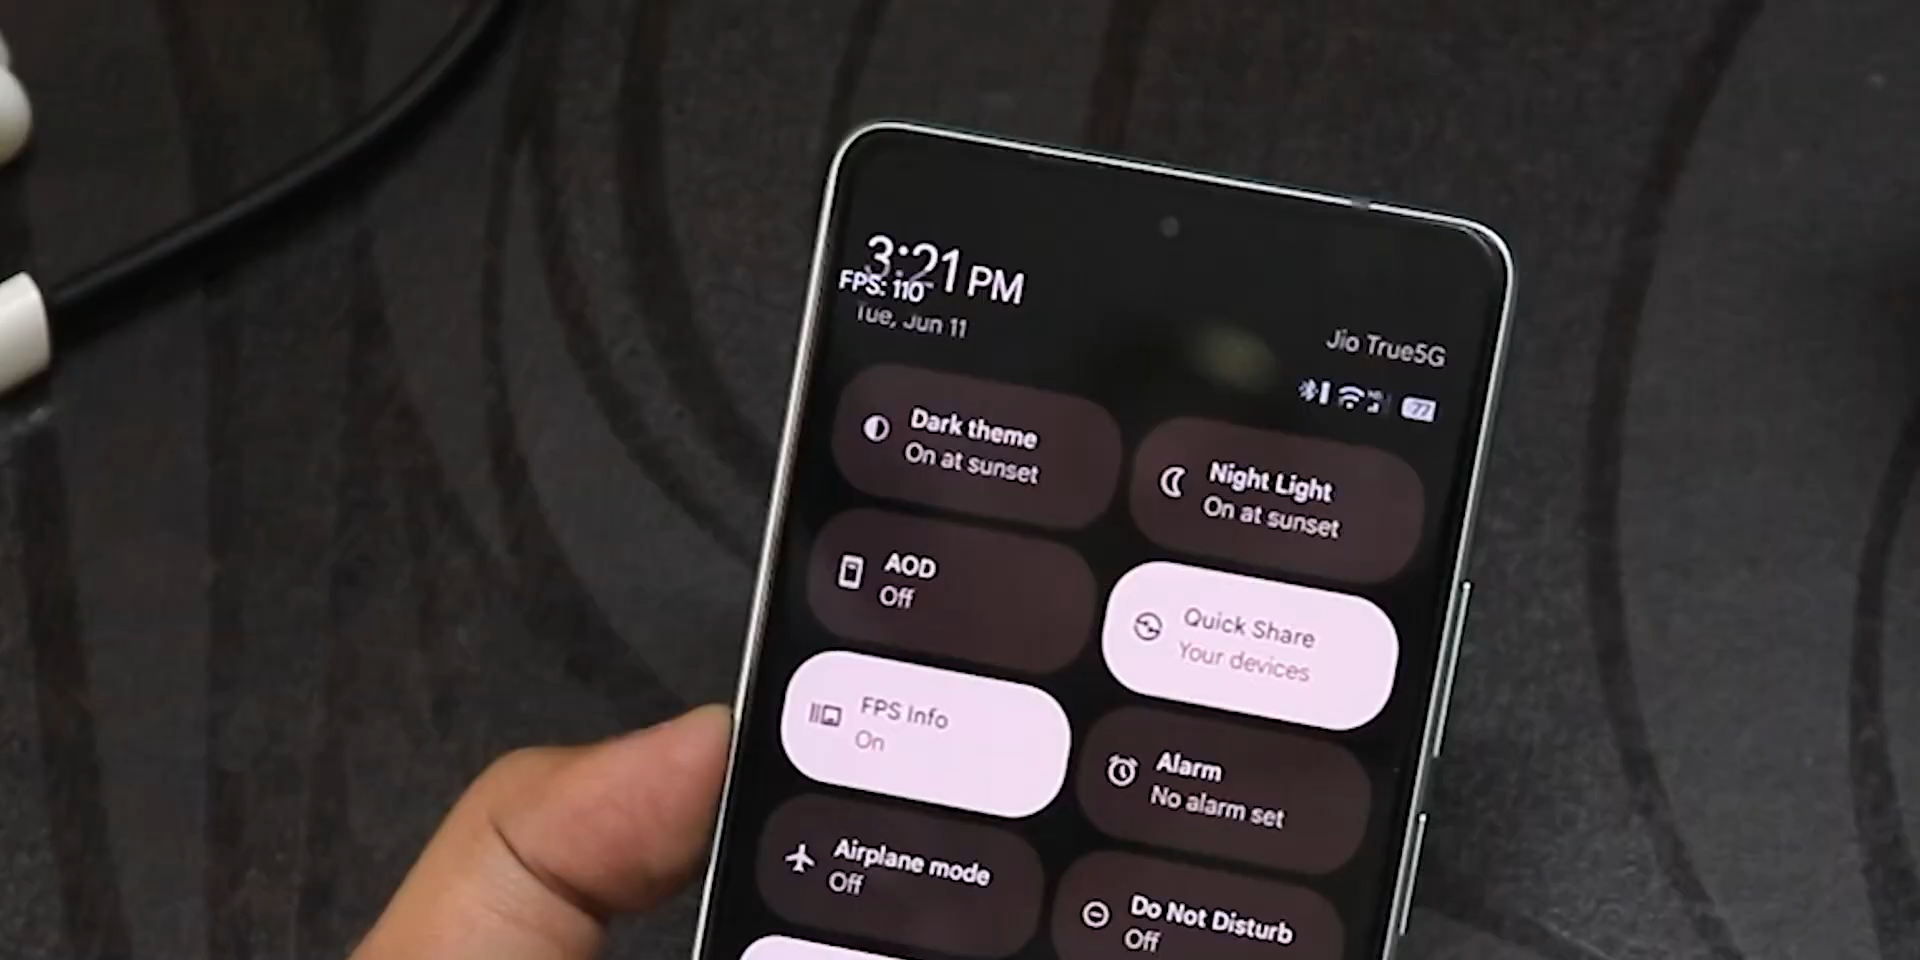 3:21 PM
FPS: 110
Tue, Jun 11
Jio True5G
77
Dark theme
On at sunset
Night Light
On at sunset
AOD
Off
Quick Share
Your devices
FPS Info
On
Alarm
No alarm set
Airplane mode
Off
Do Not Disturb
Off